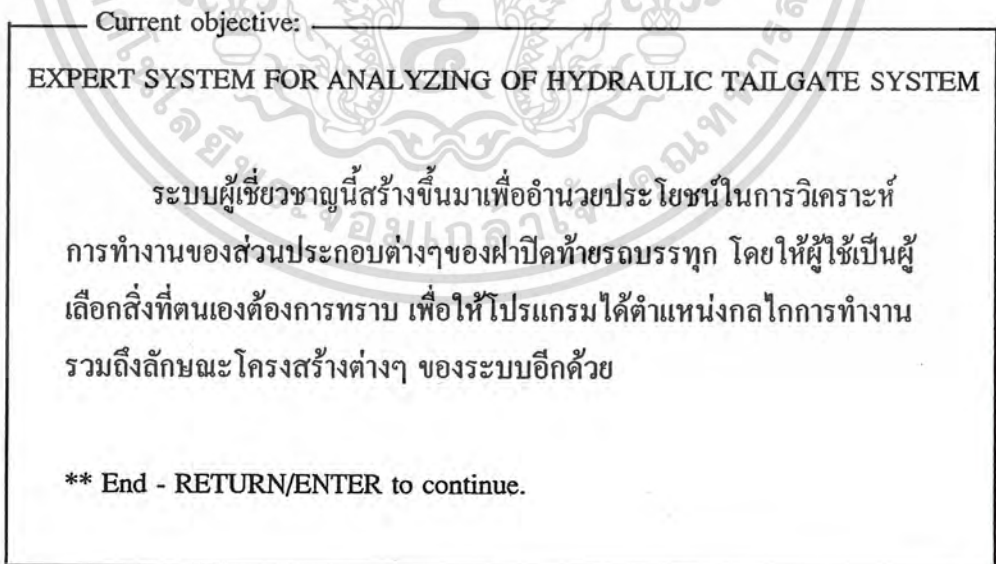 Current objective:
EXPERT SYSTEM FOR ANALYZING OF HYDRAULIC TAILGATE SYSTEM
ระบบผู้เชี่ยวชาญนี้สร้างขึ้นมาเพื่ออำนวยประโยชน์ในการวิเคราะห์
การทำงานของส่วนประกอบต่างๆของฝาปิดท้ายรถบรรทุก โดยให้ผู้ใช้เป็นผู้
เลือกสิ่งที่ตนเองต้องการทราบ เพื่อให้โปรแกรมได้ตำแหน่งกลไกการทำงาน
รวมถึงลักษณะโครงสร้างต่างๆ ของระบบอีกด้วย
** End - RETURN/ENTER to continue.